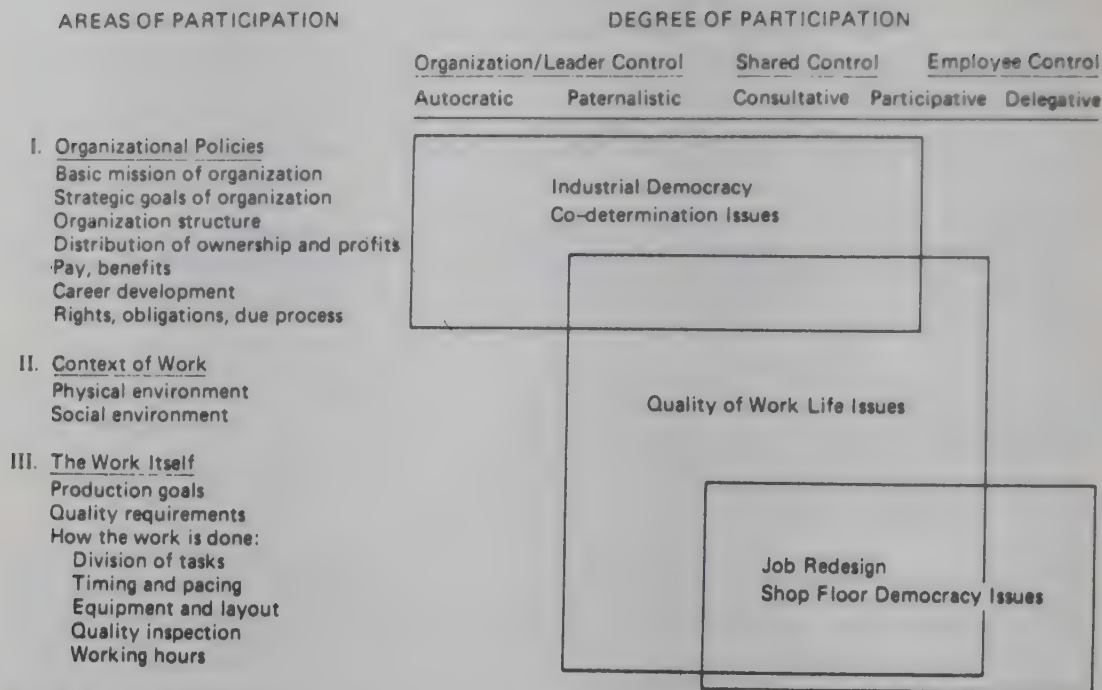 AREAS OF PARTICIPATION
DEGREE OF PARTICIPATION
Organization/Leader Control Shared Control Employee Control
Autocratic Paternalistic Consultative Participative Delegative
I. Organizational Policies
Basic mission of organization
Strategic goals of organization
Organization structure
Distribution of ownership and profits
Pay, benefits
Career development
Rights, obligations, due process
Industrial Democracy
Co-determination Issues
II. Context of Work
Physical environment
Social environment
Quality of Work Life Issues
III. The Work Itself
Production goals
Quality requirements
How the work is done:
Division of tasks
Timing and pacing
Equipment and layout
Quality inspection
Working hours
Job Redesign
Shop Floor Democracy Issues